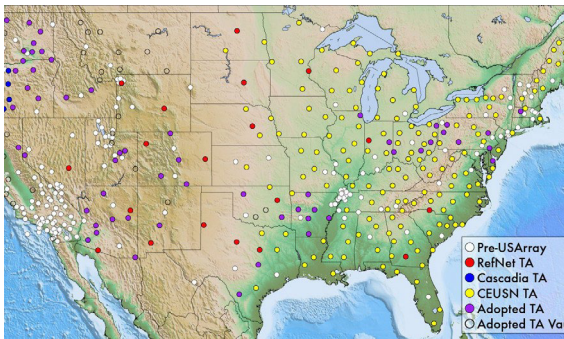 Pre-USArray
RefNet TA
Cascadia TA
CEUSN TA
Adopted TA
Adopted TA Va